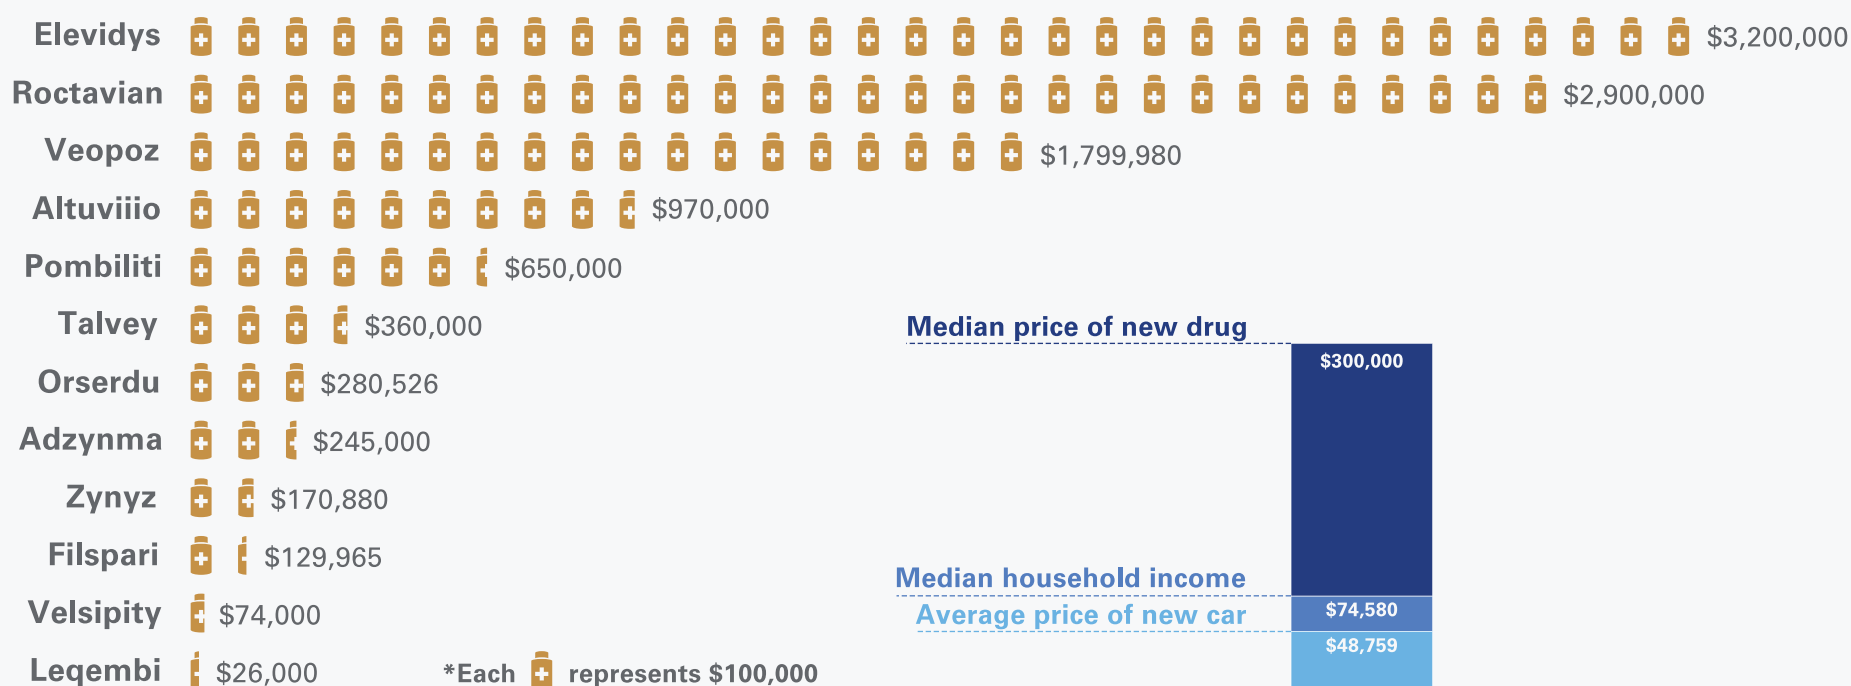 Elevidys $3,200,000
Roctavian $2,900,000
Veopoz $1,799,980
Altuviiio $970,000
Pombiliti $650,000
Talvey $360,000
Orserdu $280,526
Adzynma $245,000
Zynyz $170,880
Filspari $129,965
Velsipity $74,000
Leqembi $26,000
*Each represents $100,000
Median price of new drug
$300,000
Median household income
$74,580
Average price of new car
$48,759